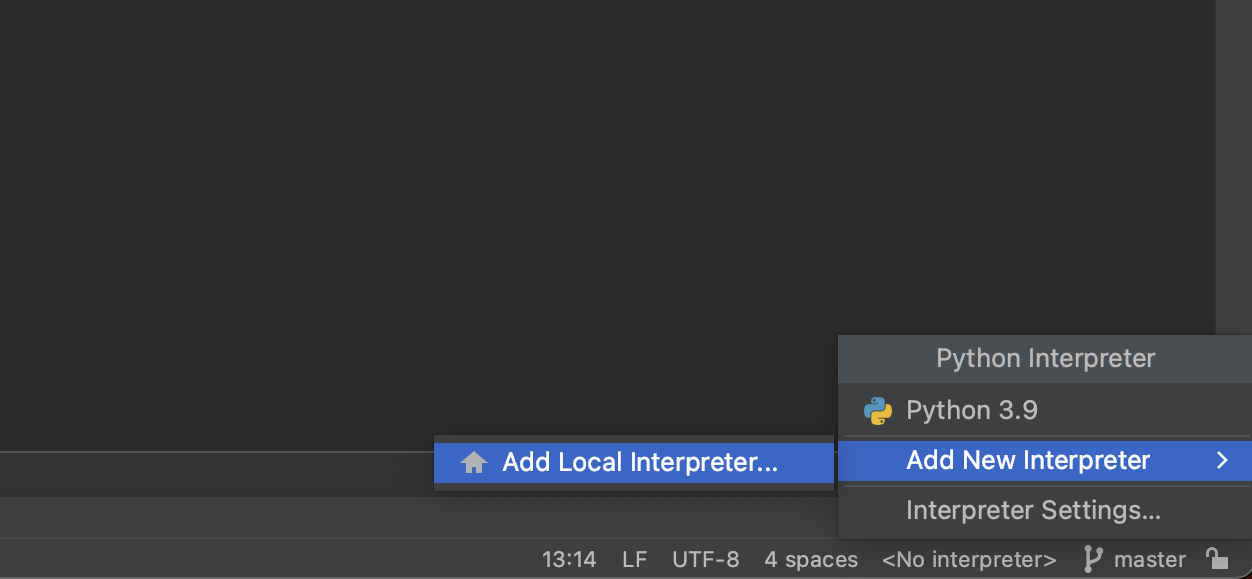 Python Interpreter
Python 3.9
Add New Interpreter
Add Local Interpreter...
Interpreter Settings...
13:14 LF UTF-8 4 spaces <No interpreter> master